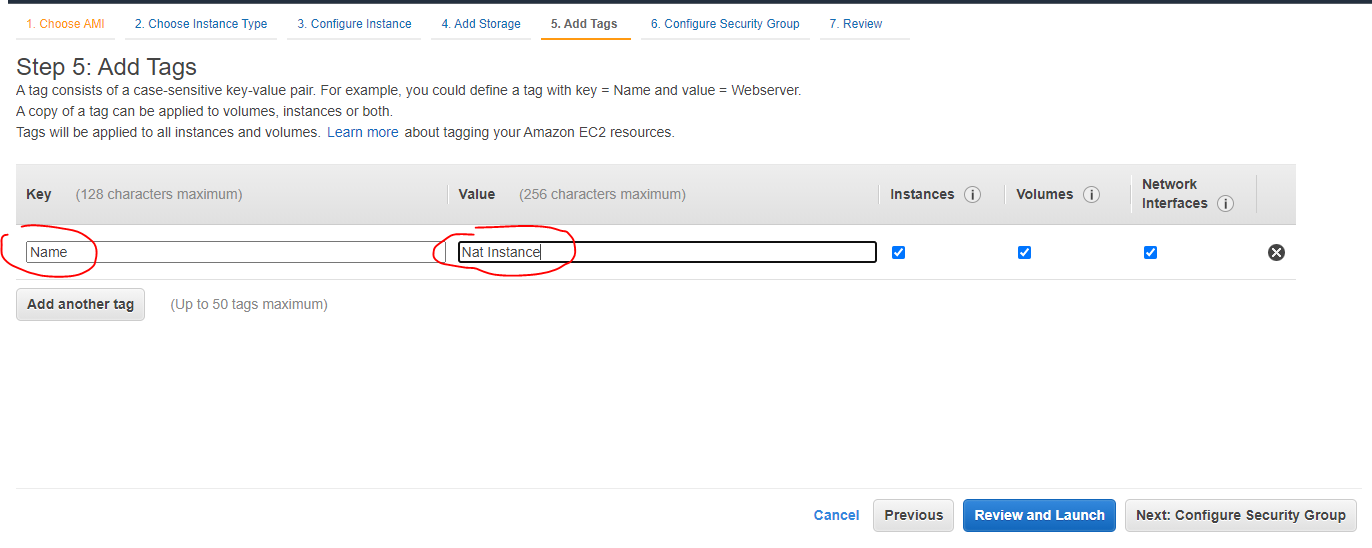 1. Choose AMI 2. Choose Instance Type 3. Configure Instance 4. Add Storage 5. Add Tags 6. Configure Security Group 7. Review
Step 5: Add Tags
A tag consists of a case-sensitive key-value pair. For example, you could define a tag with key = Name and value = Webserver.
A copy of a tag can be applied to volumes, instances or both.
Tags will be applied to all instances and volumes. Learn more about tagging your Amazon EC2 resources.
Key (128 characters maximum) Value (256 characters maximum) Instances i Volumes i Network
Interfaces i
Name Nat Instance
Add another tag (Up to 50 tags maximum)
Cancel Previous Review and Launch Next: Configure Security Group